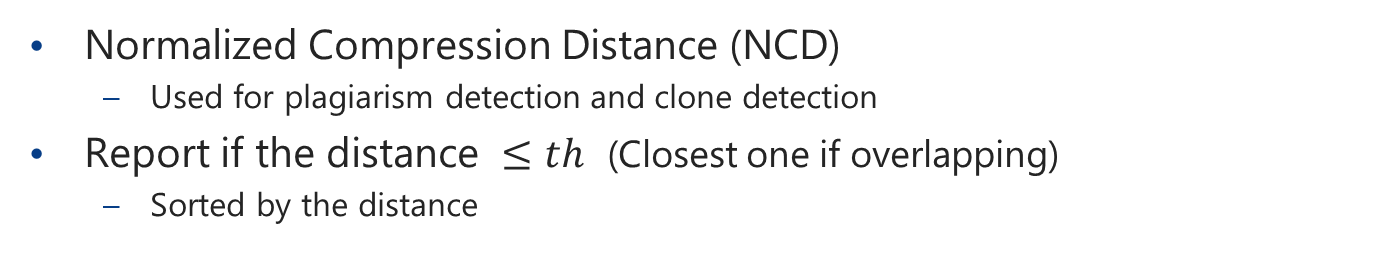 • Normalized Compression Distance (NCD)
– Used for plagiarism detection and clone detection
• Report if the distance ≤ th (Closest one if overlapping)
– Sorted by the distance